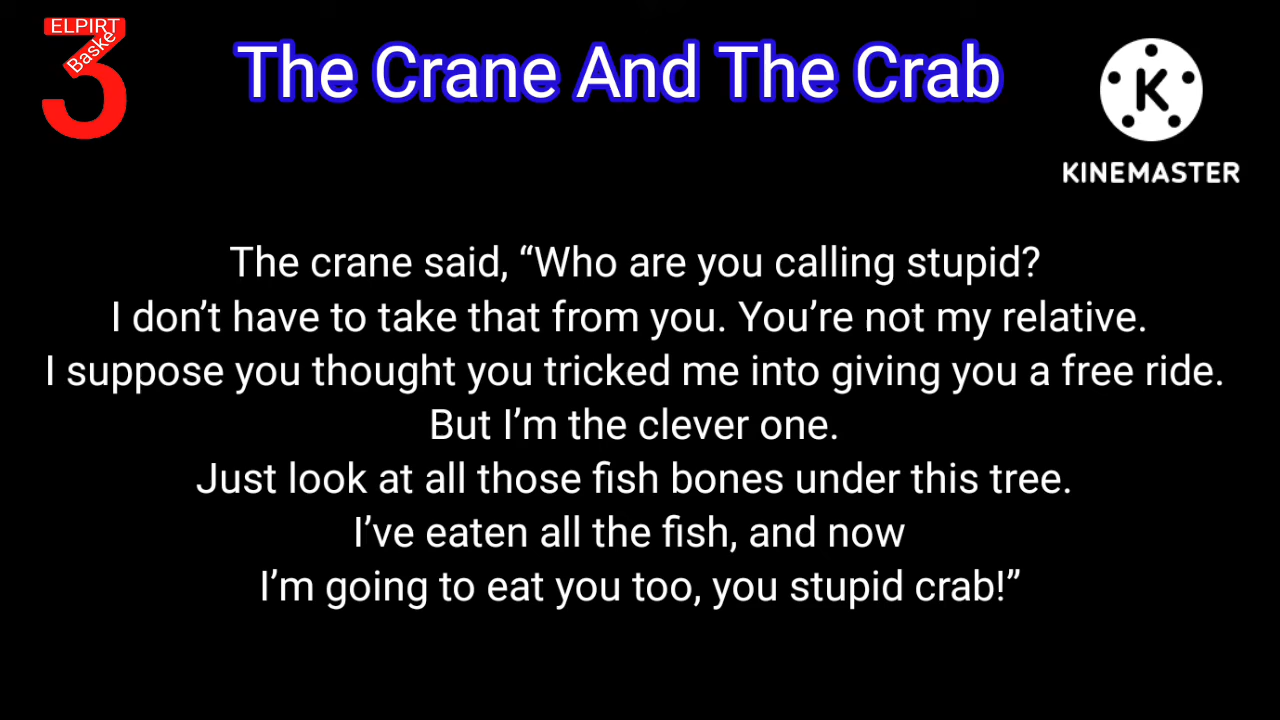 ELPIRT
Baske
3
The Crane And The Crab
K
KINEMASTER
The crane said, “Who are you calling stupid?
I don’t have to take that from you. You’re not my relative.
I suppose you thought you tricked me into giving you a free ride.
But I’m the clever one.
Just look at all those fish bones under this tree.
I’ve eaten all the fish, and now
I’m going to eat you too, you stupid crab!”